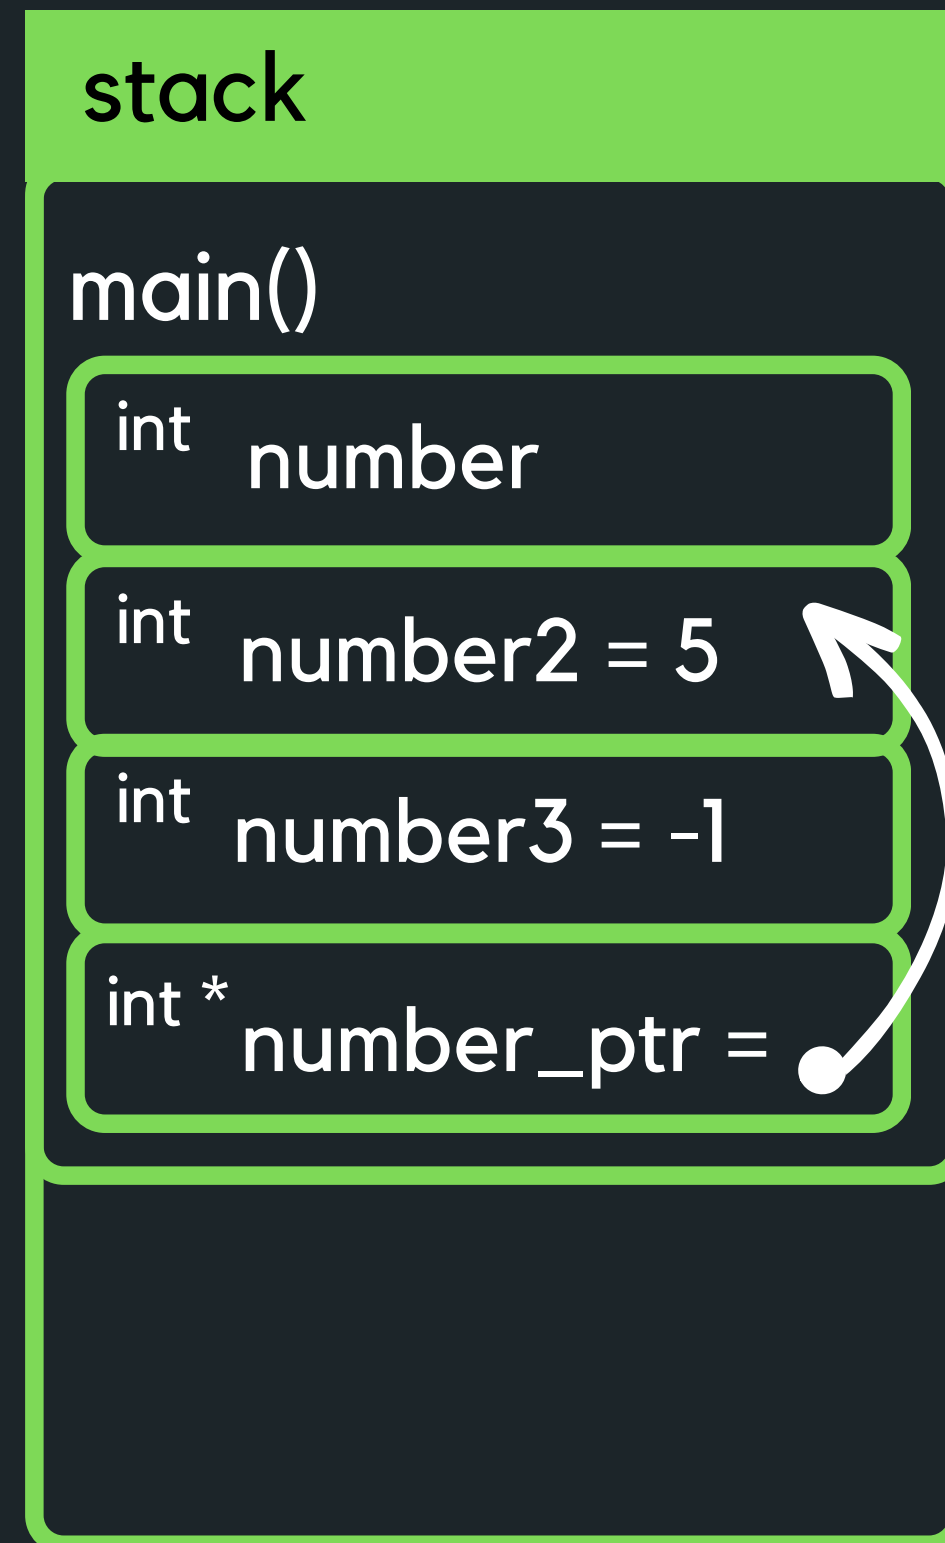 stack
main()
int number
int number2 = 5
int number3 = -1
int * number_ptr =